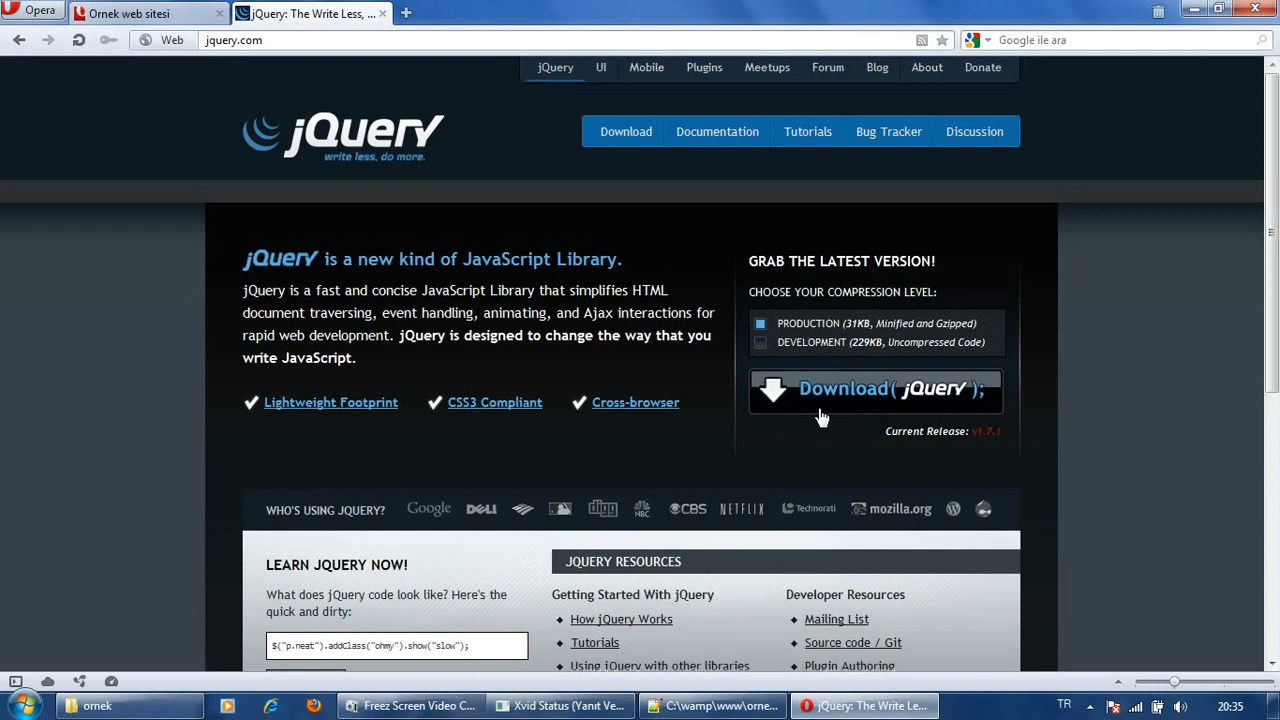 Opera
Ornek web sitesi
jQuery: The Write Less, ...
Web
jquery.com
Google ile ara
jQuery
UI
Mobile
Plugins
Meetups
Forum
Blog
About
Donate
jQuery
write less, do more.
Download
Documentation
Tutorials
Bug Tracker
Discussion
jQuery is a new kind of JavaScript Library.
jQuery is a fast and concise JavaScript Library that simplifies HTML
document traversing, event handling, animating, and Ajax interactions for
rapid web development. jQuery is designed to change the way that you
write JavaScript.
Lightweight Footprint
CSS3 Compliant
Cross-browser
GRAB THE LATEST VERSION!
CHOOSE YOUR COMPRESSION LEVEL:
PRODUCTION (31KB, Minified and Gzipped)
DEVELOPMENT (229KB, Uncompressed Code)
Download( jQuery );
Current Release: v1.7.1
WHO'S USING JQUERY?
Google
DELL
NBC
CBS
NETFLIX
Technorati
mozilla.org
LEARN JQUERY NOW!
What does jQuery code look like? Here's the
quick and dirty:
$("p.neat").addClass("ohmy").show("slow");
JQUERY RESOURCES
Getting Started With jQuery
How jQuery Works
Tutorials
Using jQuery with other libraries
Developer Resources
Mailing List
Source code / Git
Plugin Authoring
ornek
Freez Screen Video C...
Xvid Status (Yanıt Ve...
C:\wamp\www\orne...
jQuery: The Write Le...
TR
20:35